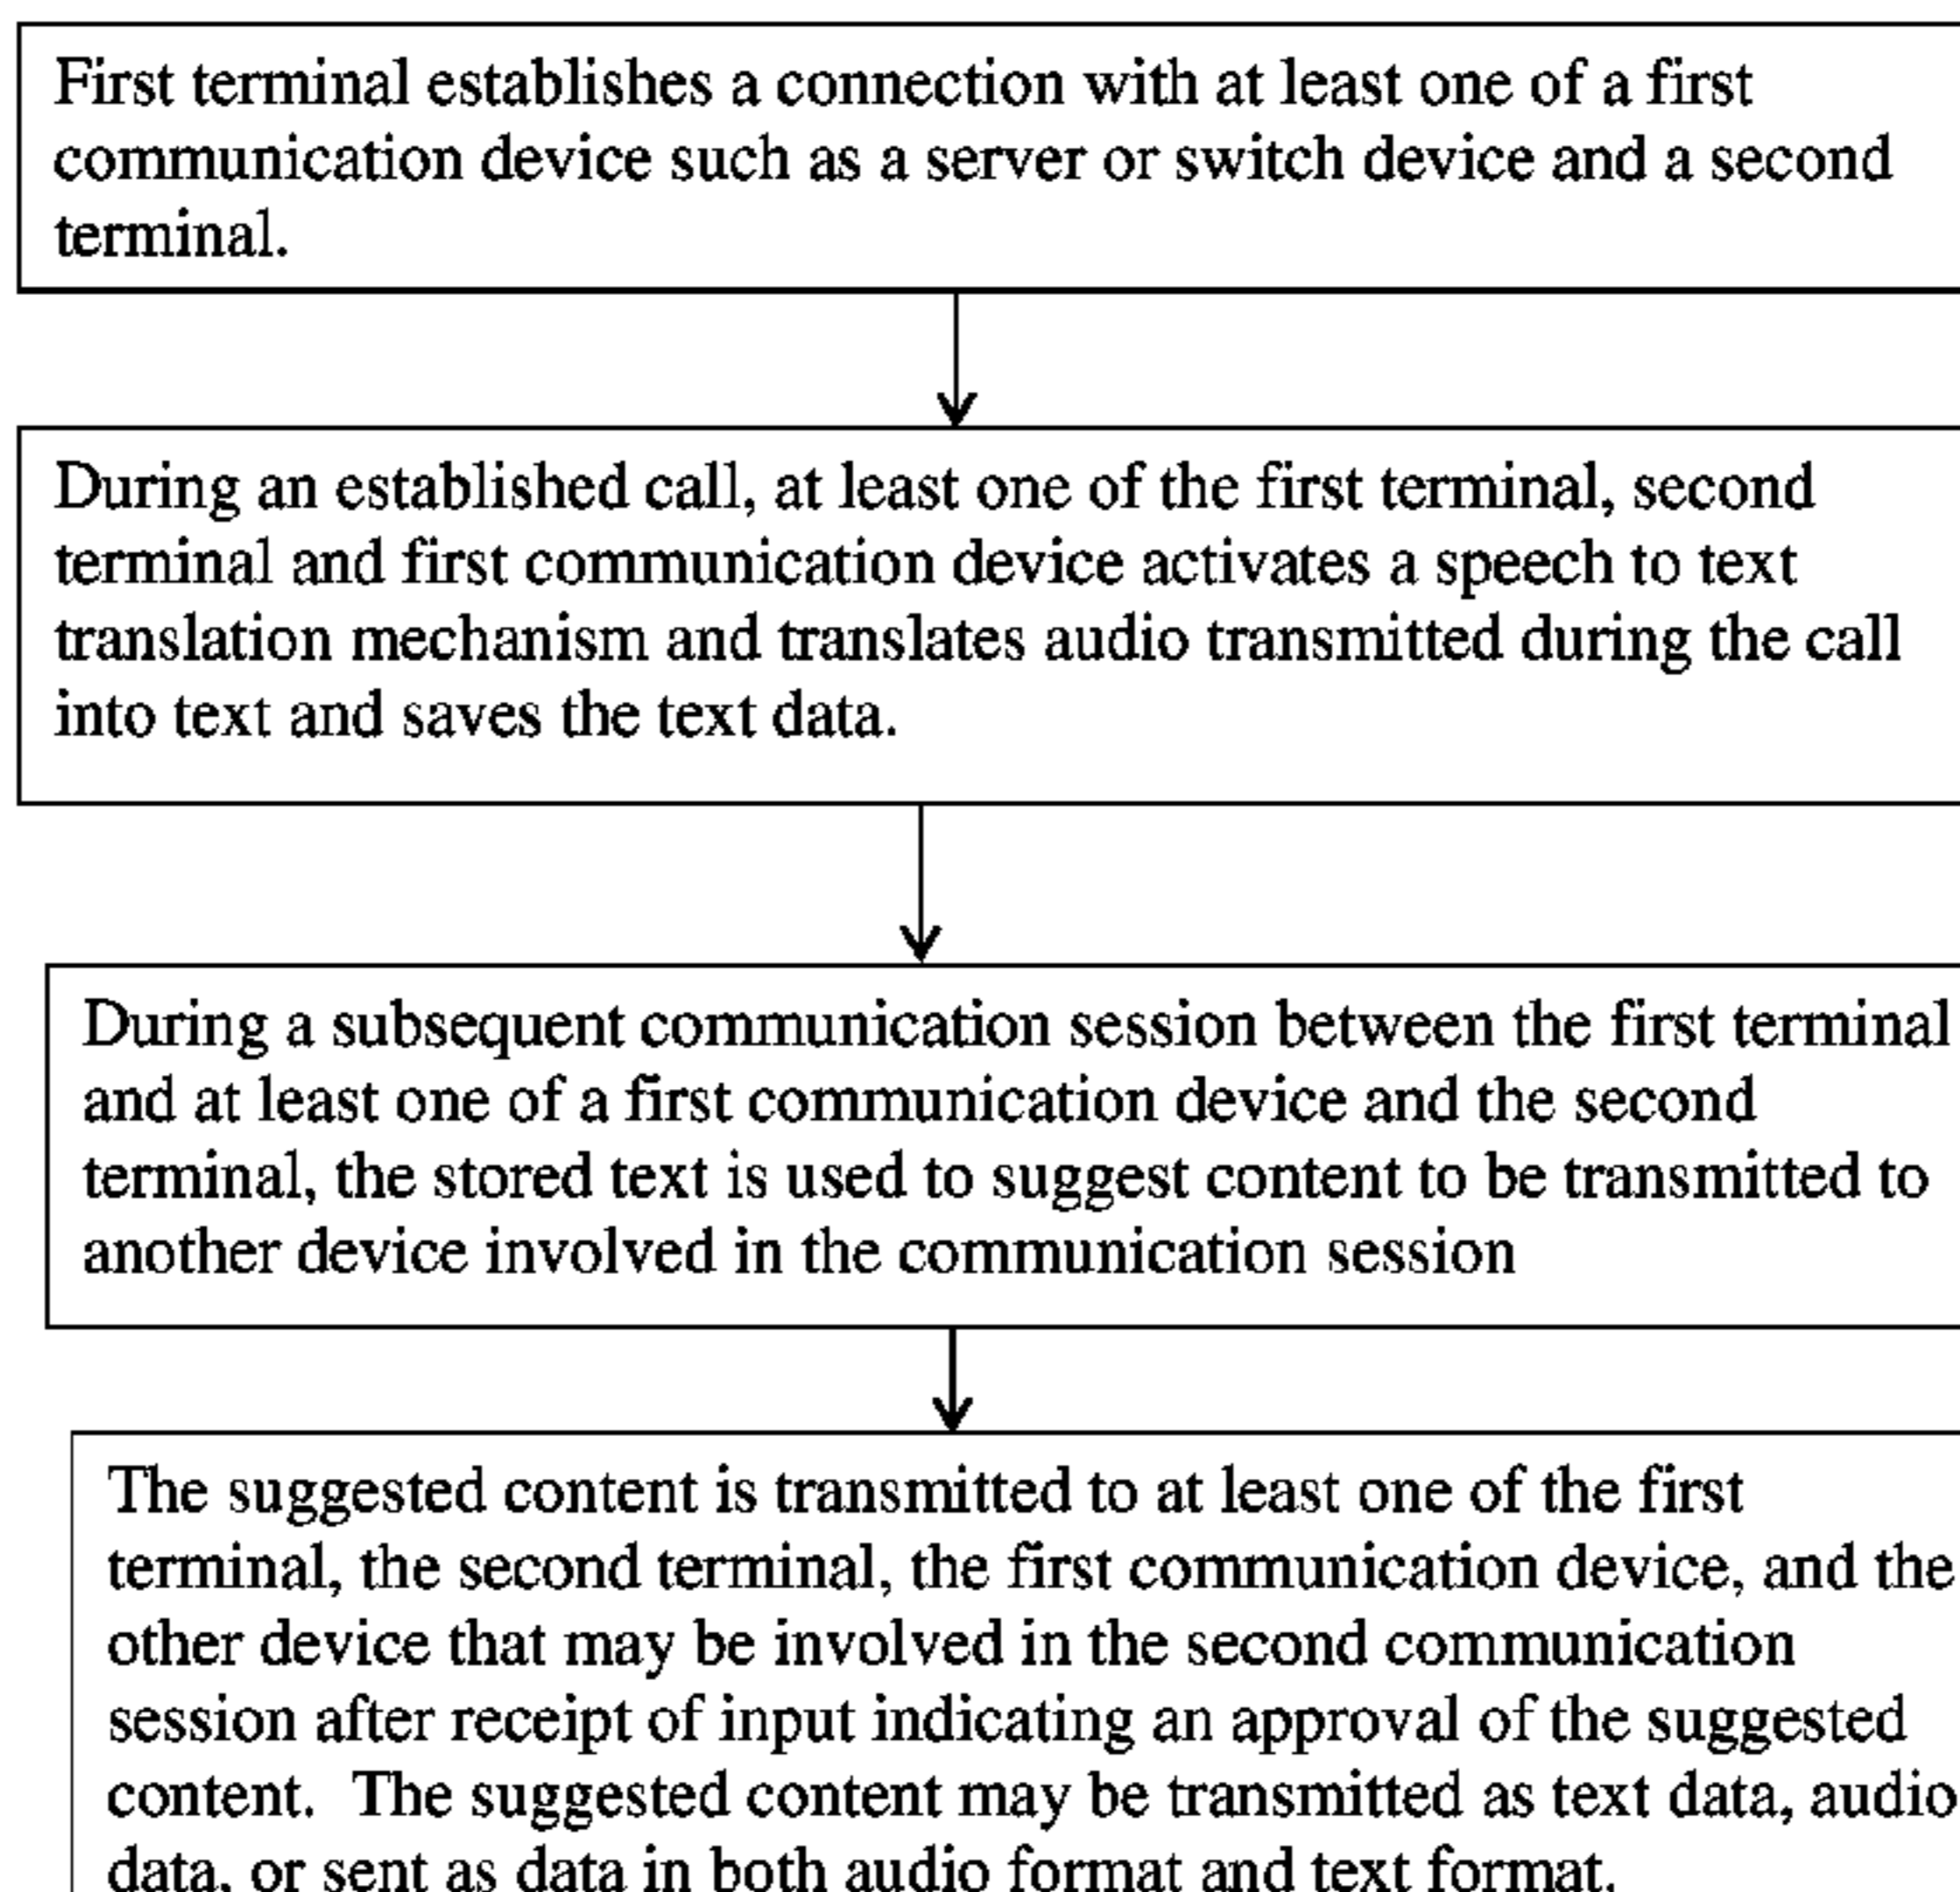 First terminal establishes a connection with at least one of a first
communication device such as a server or switch device and a second
terminal.
During an established call, at least one of the first terminal, second
terminal and first communication device activates a speech to text
translation mechanism and translates audio transmitted during the call
into text and saves the text data.
During a subsequent communication session between the first terminal
and at least one of a first communication device and the second
terminal, the stored text is used to suggest content to be transmitted to
another device involved in the communication session
The suggested content is transmitted to at least one of the first
terminal, the second terminal, the first communication device, and the
other device that may be involved in the second communication
session after receipt of input indicating an approval of the suggested
content.  The suggested content may be transmitted as text data, audio
data, or sent as data in both audio format and text format.